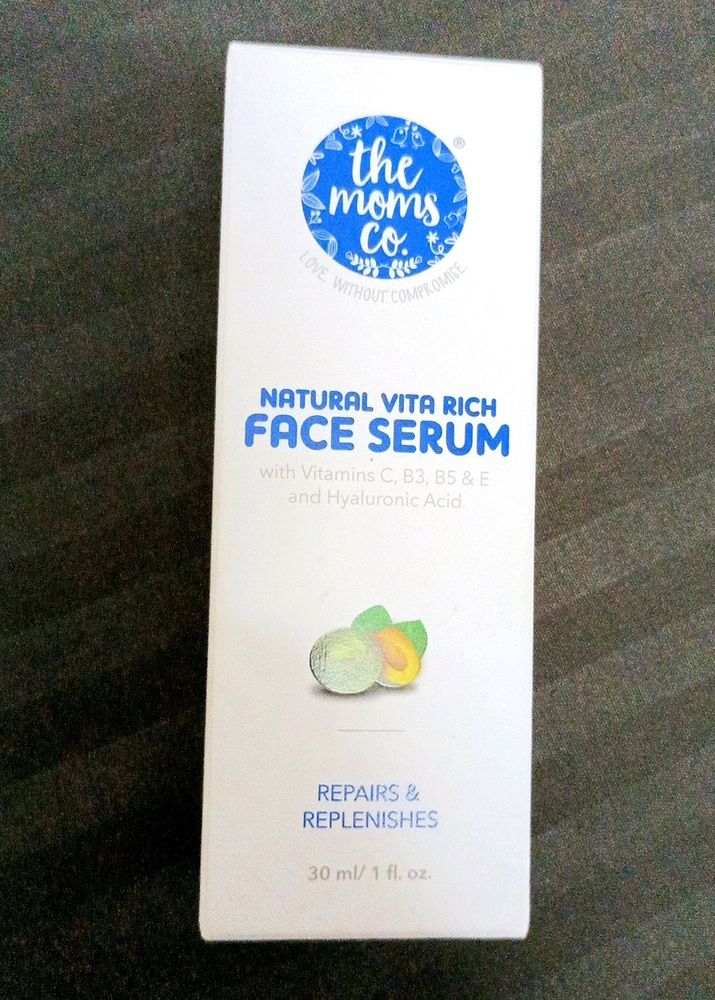 the
moms
co.
®
LOVE. WITHOUT COMPROMISE.
NATURAL VITA RICH
FACE SERUM
with Vitamins C, B3, B5 & E
and Hyaluronic Acid
REPAIRS &
REPLENISHES
30 ml/ 1 fl. oz.